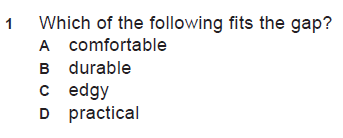 1 Which of the following fits the gap?
A comfortable
B durable
C edgy
D practical